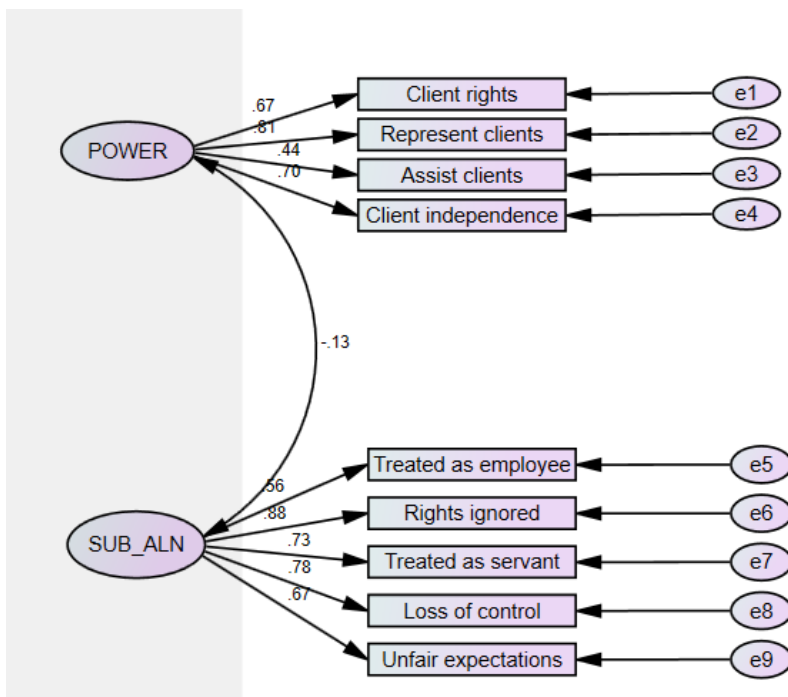 .67
Client rights
e1
.81
Represent clients
e2
POWER
.44
Assist clients
e3
.70
Client independence
e4
-.13
.56
Treated as employee
e5
.88
Rights ignored
e6
SUB_ALN
.73
Treated as servant
e7
.78
Loss of control
e8
.67
Unfair expectations
e9